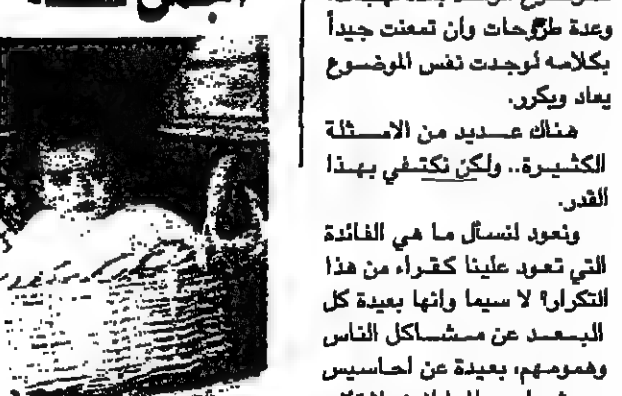 وعدة طروحات وان تمعنت جيداً
بكلامه لوجدت نفس الموضوع
يعاد ويكرر.
هناك عديد من الامثلة
الكثيرة.. ولكن نكتفي بهذا
القدر.
ونعود لنسأل ما هي الفائدة
التي تعود علينا كقراء من هذا
التكرار؟ لا سيما وانها بعيدة كل
البعد عن مشاكل الناس
وهمومهم، بعيدة عن احاسيس